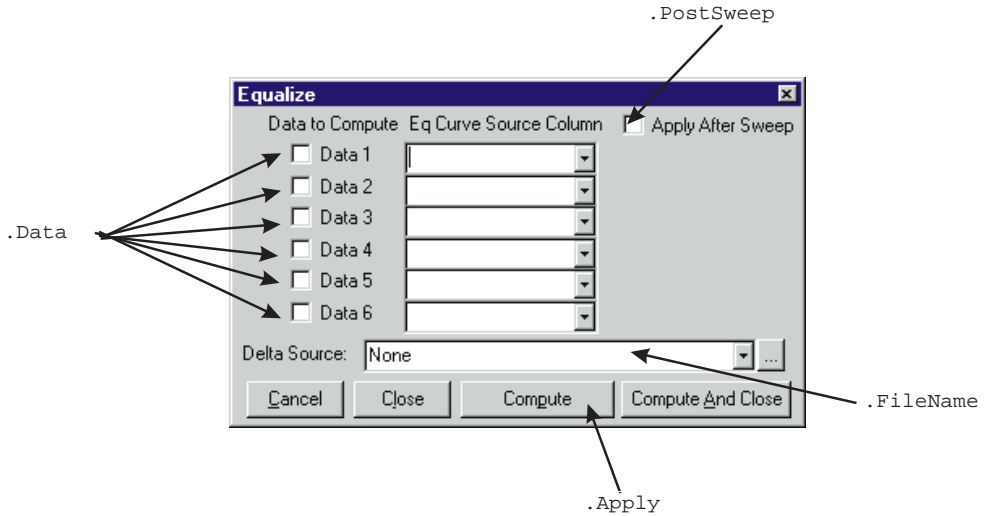 .PostSweep
Equalize
Data to Compute Eq Curve Source Column Apply After Sweep
Data 1
Data 2
Data 3
.Data
Data 4
Data 5
Data 6
Delta Source: None ...
Cancel Close Compute Compute And Close
.FileName
.Apply